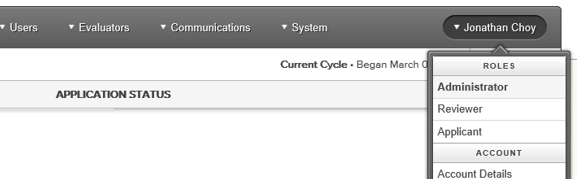 Users Evaluators Communications System Jonathan Choy
Current Cycle • Began March
ROLES
APPLICATION STATUS
Administrator
Reviewer
Applicant
ACCOUNT
Account Details